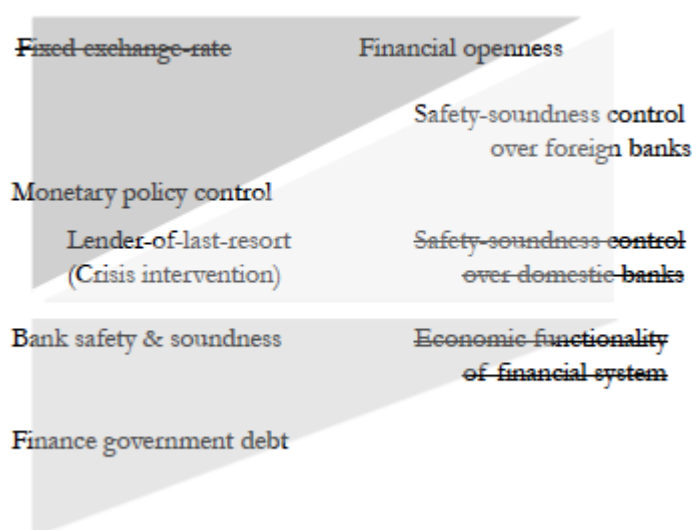 Fixed exchange-rate
Financial openness
Safety-soundness control
over foreign banks
Monetary policy control
Lender-of-last-resort
(Crisis intervention)
Safety-soundness control
over domestic banks
Bank safety & soundness
Economic functionality
of financial system
Finance government debt